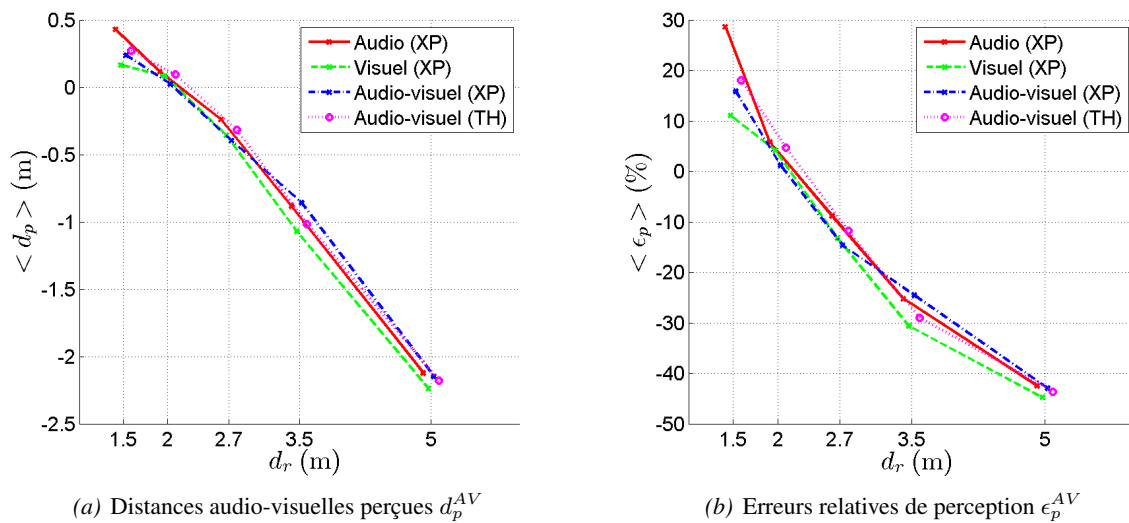 0.5
0
-0.5
-1
-1.5
-2
-2.5
< d_p > (m)
1.5 2 2.7 3.5 5
d_r (m)
Audio (XP)
Visuel (XP)
Audio-visuel (XP)
Audio-visuel (TH)
(a) Distances audio-visuelles perçues d_p^{AV}
30
20
10
0
-10
-20
-30
-40
-50
< ϵ_p > (%)
1.5 2 2.7 3.5 5
d_r (m)
Audio (XP)
Visuel (XP)
Audio-visuel (XP)
Audio-visuel (TH)
(b) Erreurs relatives de perception ϵ_p^{AV}